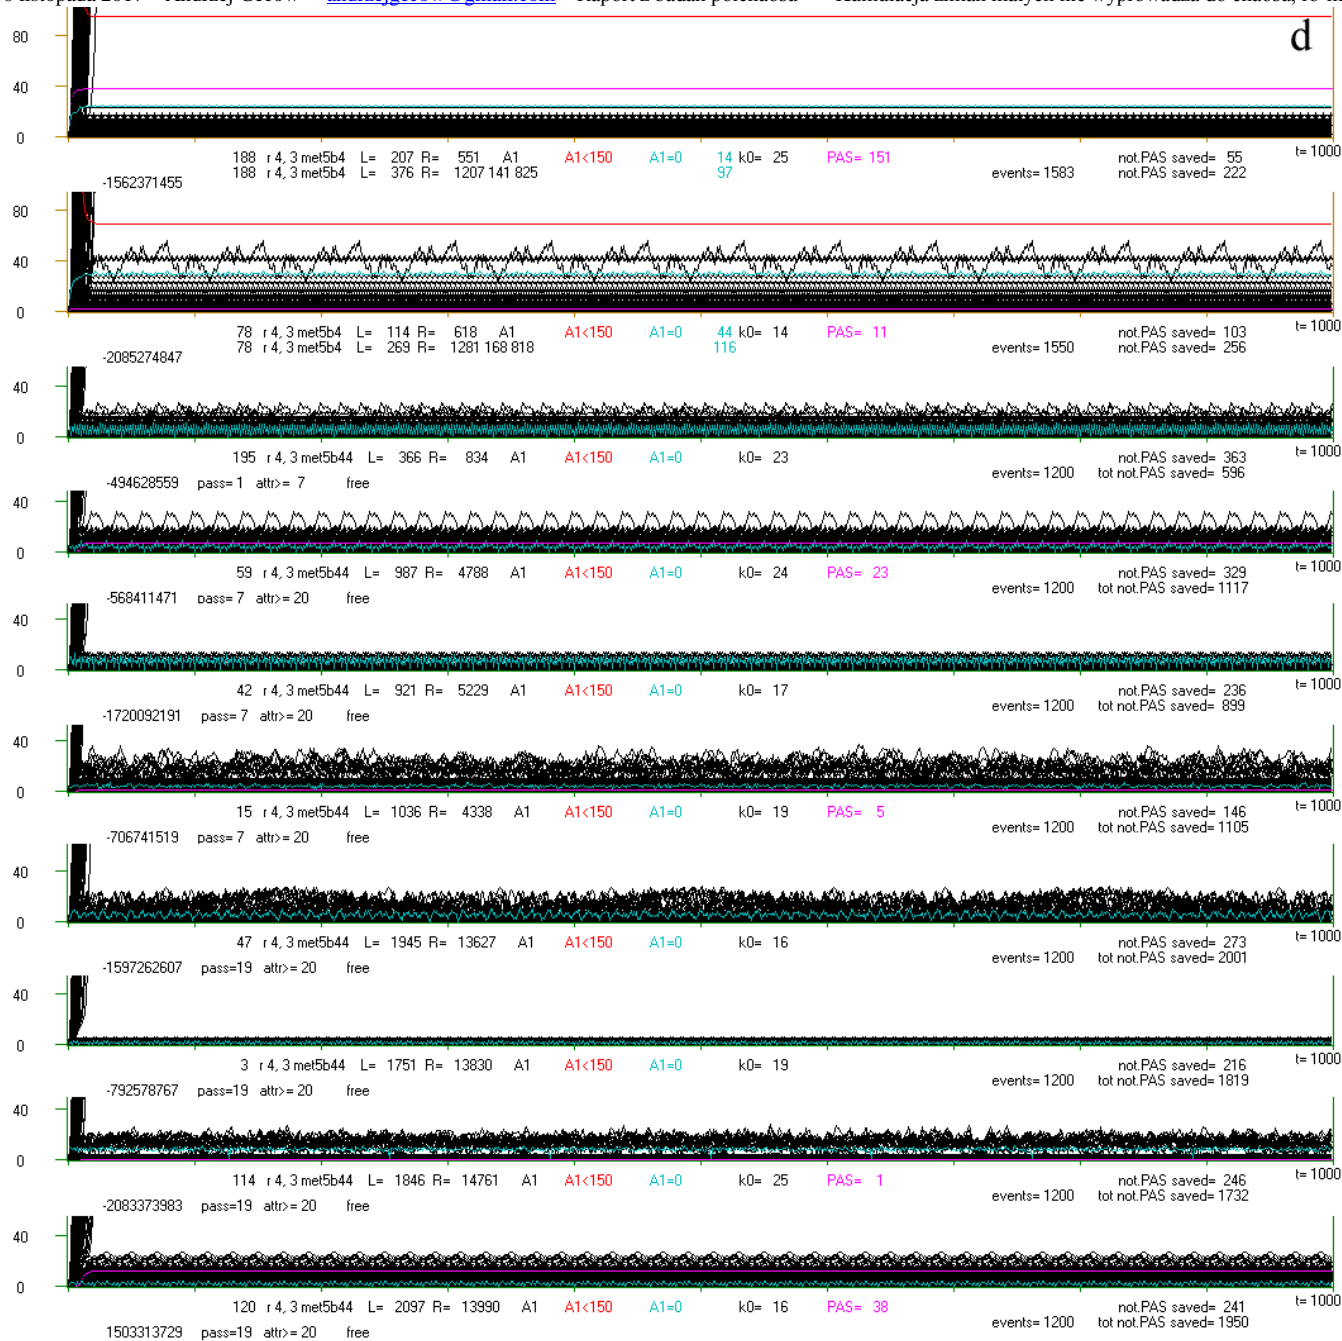 listopada 2017 Andrzej Gecow andrzejgecow@gmail.com Raport z badań półchaosu Kumulacja zmian małych nie wyprowadza do chaosu,
d
80
40
0
188 r 4, 3 met5b4 L= 207 R= 551 A1 A1<150 A1=0 14 k0= 25 PAS= 151 not.PAS saved= 55 t= 1000
188 r 4, 3 met5b4 L= 376 R= 1207 141 825 97 events= 1583 not.PAS saved= 222
-1562371455
80
40
0
78 r 4, 3 met5b4 L= 114 R= 618 A1 A1<150 A1=0 44 k0= 14 PAS= 11 not.PAS saved= 103 t= 1000
78 r 4, 3 met5b4 L= 269 R= 1281 168 818 116 events= 1550 not.PAS saved= 256
-2085274847
40
0
195 r 4, 3 met5b44 L= 366 R= 834 A1 A1<150 A1=0 k0= 23 not.PAS saved= 363 t= 1000
events= 1200 tot not.PAS saved= 596
-494628559 pass= 1 attr>= 7 free
40
0
59 r 4, 3 met5b44 L= 987 R= 4788 A1 A1<150 A1=0 k0= 24 PAS= 23 not.PAS saved= 329 t= 1000
events= 1200 tot not.PAS saved= 1117
-568411471 pass= 7 attr>= 20 free
40
0
42 r 4, 3 met5b44 L= 921 R= 5229 A1 A1<150 A1=0 k0= 17 not.PAS saved= 236 t= 1000
events= 1200 tot not.PAS saved= 899
-1720092191 pass= 7 attr>= 20 free
40
0
15 r 4, 3 met5b44 L= 1036 R= 4338 A1 A1<150 A1=0 k0= 19 PAS= 5 not.PAS saved= 146 t= 1000
events= 1200 tot not.PAS saved= 1105
-706741519 pass= 7 attr>= 20 free
40
0
47 r 4, 3 met5b44 L= 1945 R= 13627 A1 A1<150 A1=0 k0= 16 not.PAS saved= 273 t= 1000
events= 1200 tot not.PAS saved= 2001
-1597262607 pass=19 attr>= 20 free
40
0
3 r 4, 3 met5b44 L= 1751 R= 13830 A1 A1<150 A1=0 k0= 19 not.PAS saved= 216 t= 1000
events= 1200 tot not.PAS saved= 1819
-792578767 pass=19 attr>= 20 free
40
0
114 r 4, 3 met5b44 L= 1846 R= 14761 A1 A1<150 A1=0 k0= 25 PAS= 1 not.PAS saved= 246 t= 1000
events= 1200 tot not.PAS saved= 1732
-2083373983 pass=19 attr>= 20 free
40
0
120 r 4, 3 met5b44 L= 2097 R= 13990 A1 A1<150 A1=0 k0= 16 PAS= 38 not.PAS saved= 241 t= 1000
events= 1200 tot not.PAS saved= 1950
1503313729 pass=19 attr>= 20 free